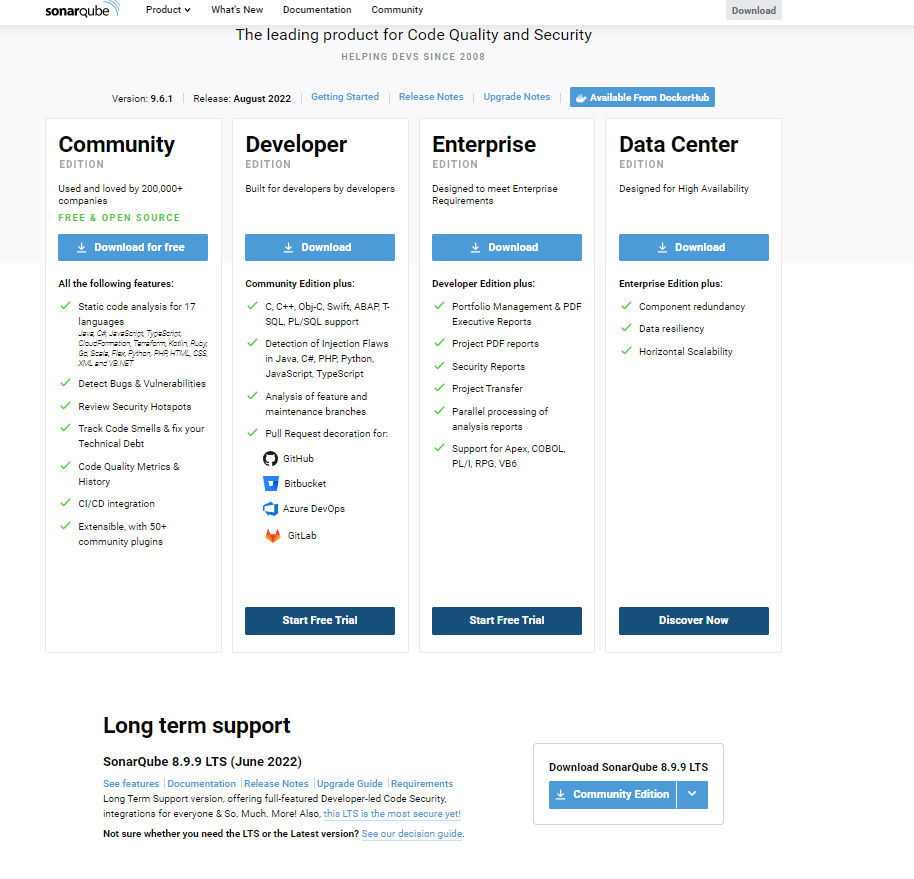 sonarqube
Product
What's New
Documentation
Community
Download
The leading product for Code Quality and Security
HELPING DEVS SINCE 2008
Version: 9.6.1
Release: August 2022
Getting Started
Release Notes
Upgrade Notes
Available From DockerHub
Community
EDITION
Used and loved by 200,000+
companies
FREE & OPEN SOURCE
Download for free
All the following features:
Static code analysis for 17
languages
Java, C#, JavaScript, TypeScript,
CloudFormation, Terraform, Kotlin, Ruby,
Go, Scala, Flex, Python, PHP, HTML, CSS,
XML and VB.NET
Detect Bugs & Vulnerabilities
Review Security Hotspots
Track Code Smells & fix your
Technical Debt
Code Quality Metrics &
History
CI/CD integration
Extensible, with 50+
community plugins
Developer
EDITION
Built for developers by developers
Download
Community Edition plus:
C, C++, Obj-C, Swift, ABAP, T-
SQL, PL/SQL support
Detection of Injection Flaws
in Java, C#, PHP, Python,
JavaScript, TypeScript
Analysis of feature and
maintenance branches
Pull Request decoration for:
GitHub
Bitbucket
Azure DevOps
GitLab
Start Free Trial
Enterprise
EDITION
Designed to meet Enterprise
Requirements
Download
Developer Edition plus:
Portfolio Management & PDF
Executive Reports
Project PDF reports
Security Reports
Project Transfer
Parallel processing of
analysis reports
Support for Apex, COBOL,
PL/I, RPG, VB6
Start Free Trial
Data Center
EDITION
Designed for High Availability
Download
Enterprise Edition plus:
Component redundancy
Data resiliency
Horizontal Scalability
Discover Now
Long term support
SonarQube 8.9.9 LTS (June 2022)
See features | Documentation | Release Notes | Upgrade Guide | Requirements
Long Term Support version, offering full-featured Developer-led Code Security,
integrations for everyone & So. Much. More! Also, this LTS is the most secure yet!
Not sure whether you need the LTS or the Latest version? See our decision guide.
Download SonarQube 8.9.9 LTS
Community Edition